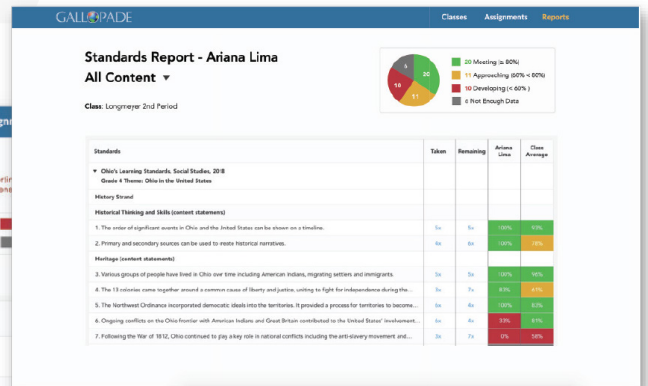 GALLOPADE
Classes Assignments Reports
Standards Report - Ariana Lima
All Content
Class: Longmeyer 2nd Period
4
20
10
11
20 Meeting (≥ 80%)
11 Approaching (60% < 80%)
10 Developing (< 60% )
Not Enough Data
Standards Taken Remaining Ariana Lima Class Average
Ohio's Learning Standards. Social Studies, 2018
Grade 4 Theme: Ohio in the United States
History Strand
Historical Thinking and Skills (content statements)
1. The order of significant events in Ohio and the United States can be shown on a timeline. 5x 5x 100% 93%
2. Primary and secondary sources can be used to create historical narratives. 4x 6x 100% 78%
Heritage (content statements)
3. Various groups of people have lived in Ohio over time including American Indians, migrating settlers and immigrants. 5x 5x 100% 96%
4. The 13 colonies came together around a common cause of liberty and justice, uniting to fight for independence during the... 3x 7x 83%
5. The Northwest Ordinance incorporated democratic ideals into the territories. It provided a process for territories to become... 100%
6. Ongoing conflicts on the Ohio frontier with American Indians and Great Britain contributed to the United States' involvement... 4x 33%
7. Following the War of 1812, Ohio continued to play a key role in national conflicts including the anti-slavery movement and... 3x 7x 0%